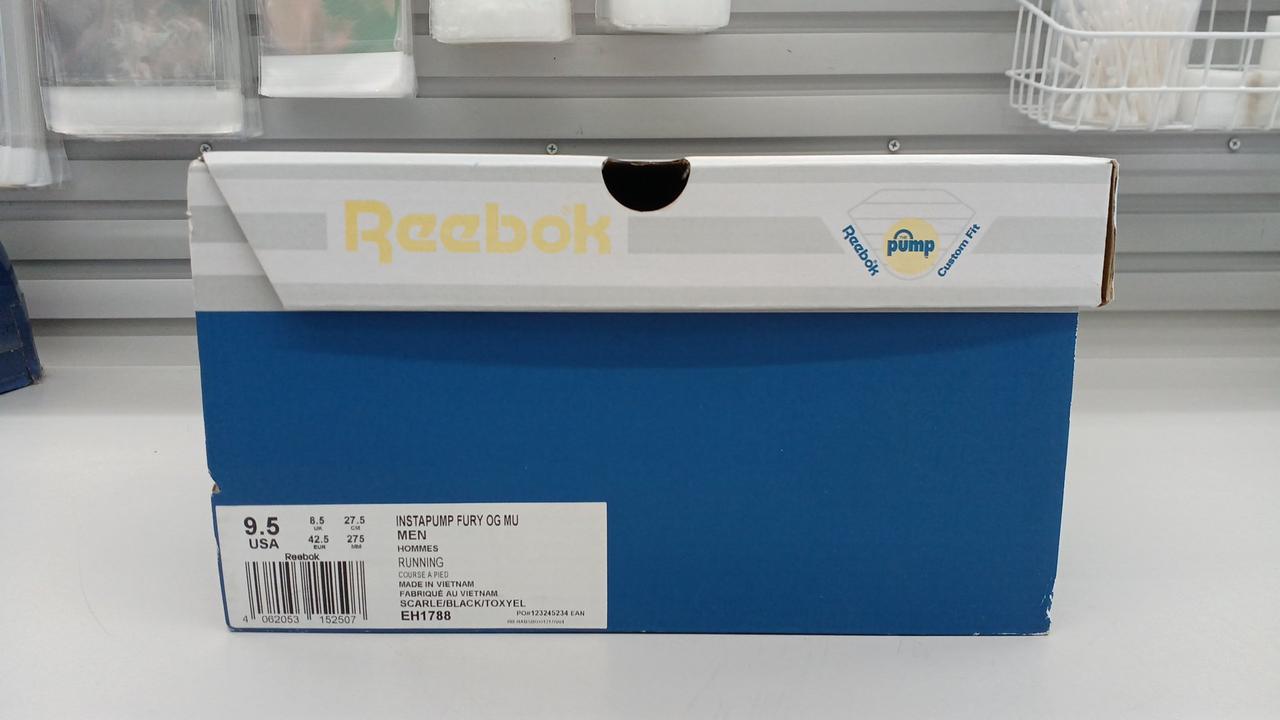 Reebok
Reebok
THE
pump
Custom Fit
9.5
USA
8.5
UK
27.5
CM
42.5
EUR
275
MM
Reebok
4 062053 152507
INSTAPUMP FURY OG MU
MEN
HOMMES
RUNNING
COURSE A PIED
MADE IN VIETNAM
FABRIQUÉ AU VIETNAM
SCARLE/BLACK/TOXYEL
EH1788
PO#123245234 EAN